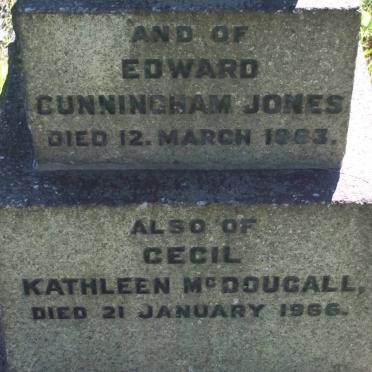 AND OF
EDWARD
CUNNINGHAM JONES
DIED 12. MARCH 1963.
ALSO OF
CECIL
KATHLEEN McDOUGALL,
DIED 21 JANUARY 1966.